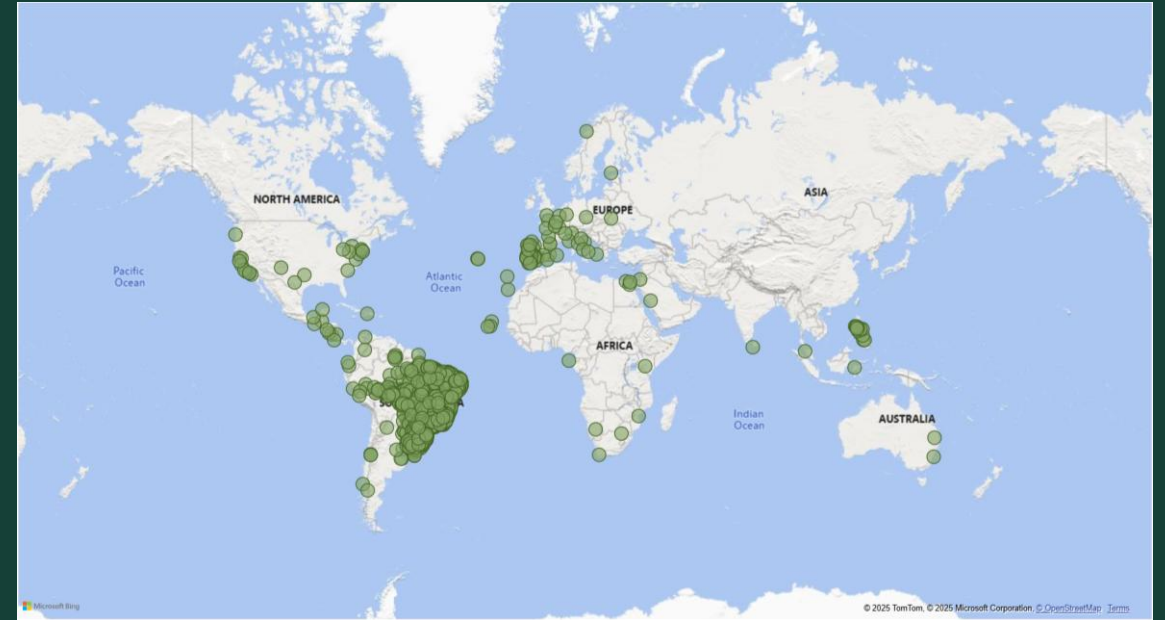 NORTH AMERICA
ASIA
EUROPE
Pacific
Ocean
Atlantic
Ocean
AFRICA
Indian
Ocean
AUSTRALIA
Microsoft Bing
© 2025 TomTom, © 2025 Microsoft Corporation, © OpenStreetMap Terms